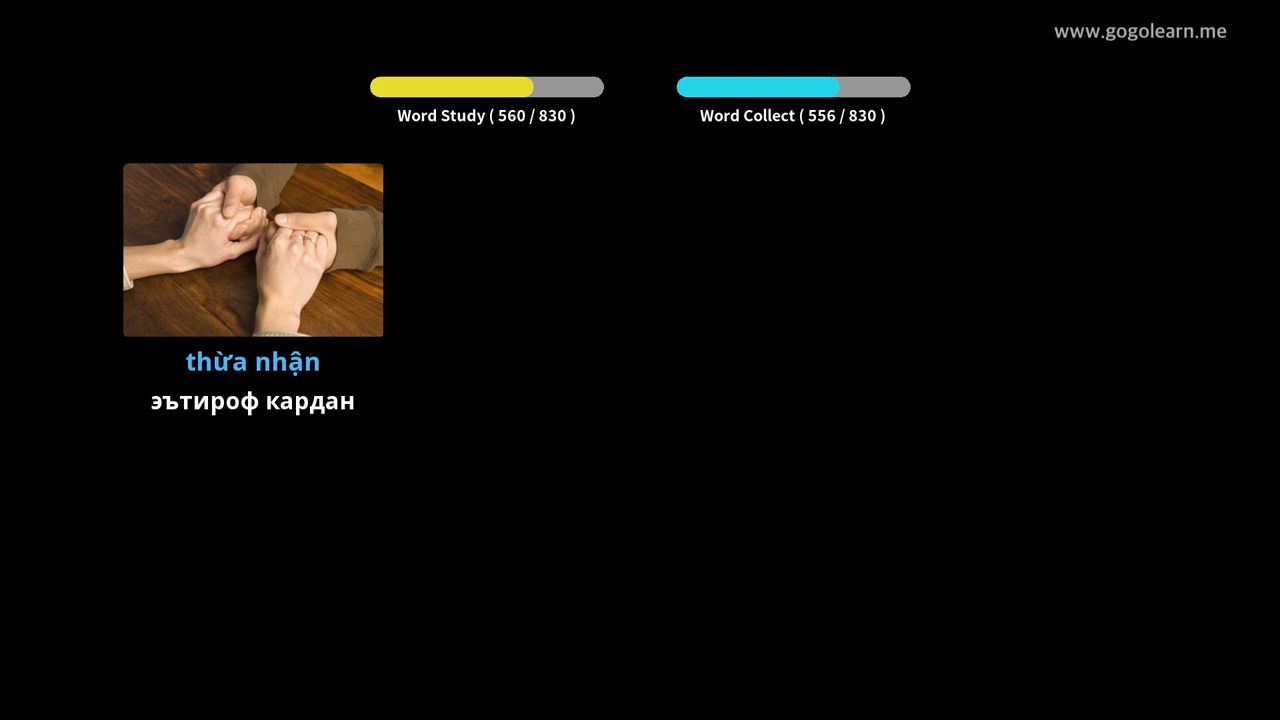 www.gogolearn.me
Word Study ( 560 / 830 )
Word Collect ( 556 / 830 )
thừa nhận
эътироф кардан